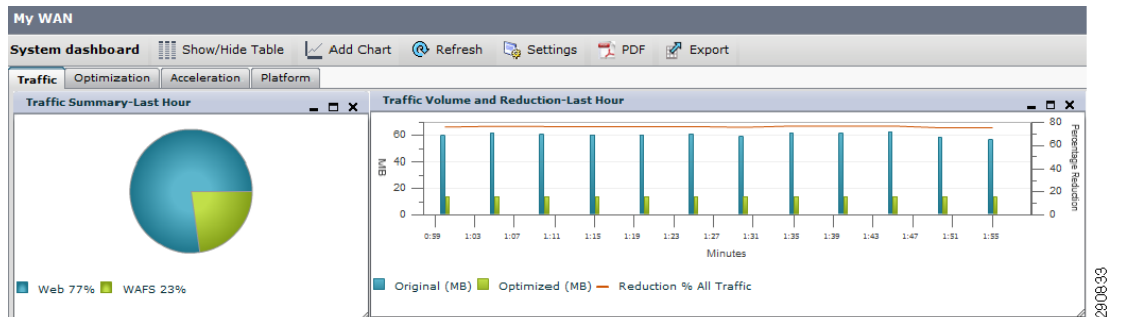 My WAN
System dashboard Show/Hide Table Add Chart Refresh Settings PDF Export
Traffic Optimization Acceleration Platform
Traffic Summary-Last Hour
Web 77% WAFS 23%
Traffic Volume and Reduction-Last Hour
60
40
20
0
MB
80
60
40
20
0
Percentage Reduction
0:59 1:03 1:07 1:11 1:15 1:19 1:23 1:27 1:31 1:35 1:39 1:43 1:47 1:51 1:55
Minutes
Original (MB) Optimized (MB) Reduction % All Traffic
290833